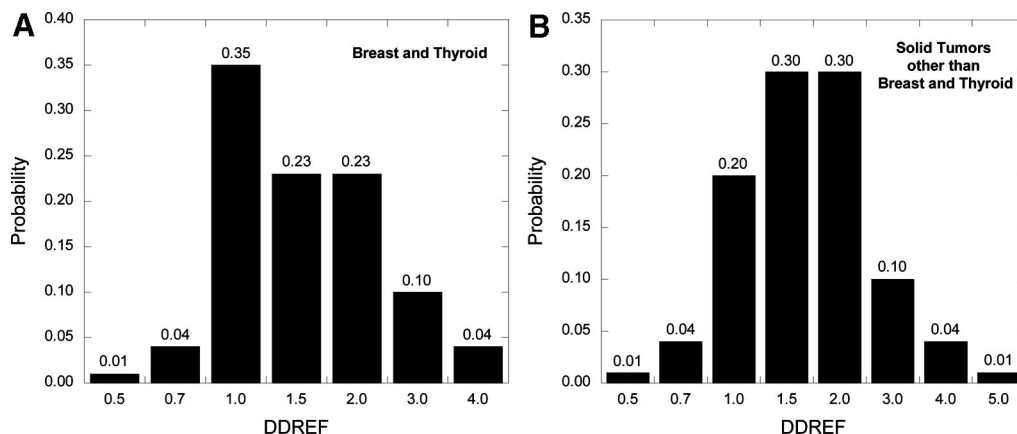 A
Breast and Thyroid
Probability
0.40
0.35
0.30
0.25
0.20
0.15
0.10
0.05
0.00
0.01
0.04
0.35
0.23
0.23
0.10
0.04
0.5 0.7 1.0 1.5 2.0 3.0 4.0
DDREF
B
Solid Tumors
other than
Breast and Thyroid
Probability
0.35
0.30
0.25
0.20
0.15
0.10
0.05
0.00
0.01
0.04
0.20
0.30
0.30
0.10
0.04
0.01
0.5 0.7 1.0 1.5 2.0 3.0 4.0 5.0
DDREF